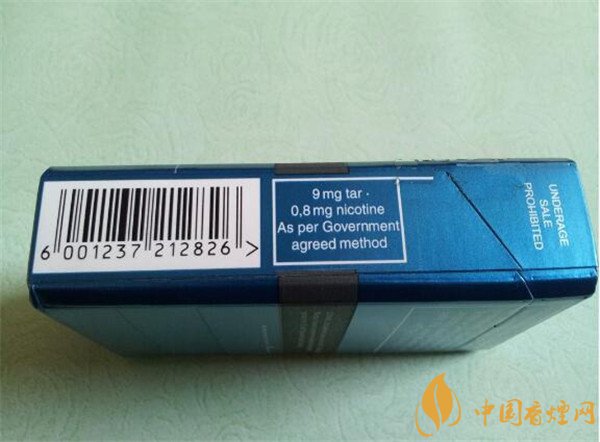 6 001237 212826 >
9 mg tar ·
0,8 mg nicotine
As per Government
agreed method
UNDERAGE
SALE
PROHIBITED
中国香烟网